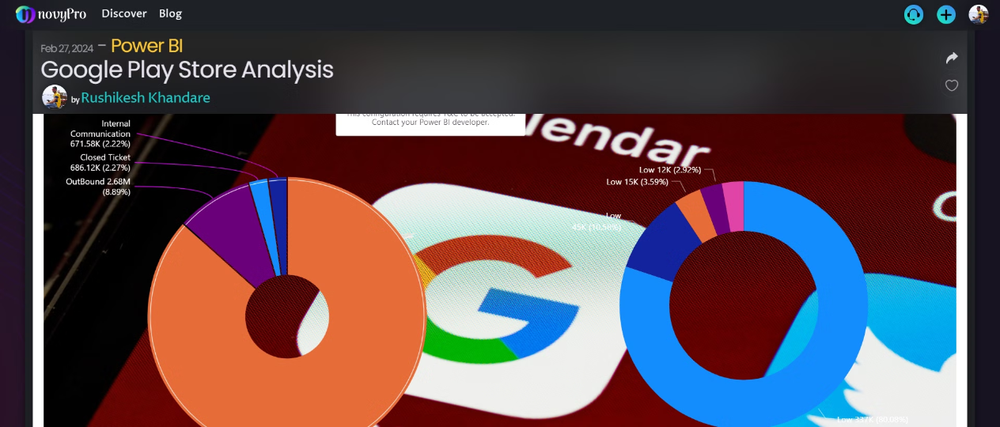 novyPro Discover Blog
Feb 27, 2024 – Power BI
Google Play Store Analysis
by Rushikesh Khandare
This configuration requires R&E to be accepted.
Contact your Power BI developer.
endar
Internal
Communication
671.58K (2.22%)
Closed Ticket
686.12K (2.27%)
OutBound 2.68M
(8.89%)
Low 12K (2.92%)
Low 15K (3.59%)
Low
45K (10.58%)
G
Low 337K (80.08%)